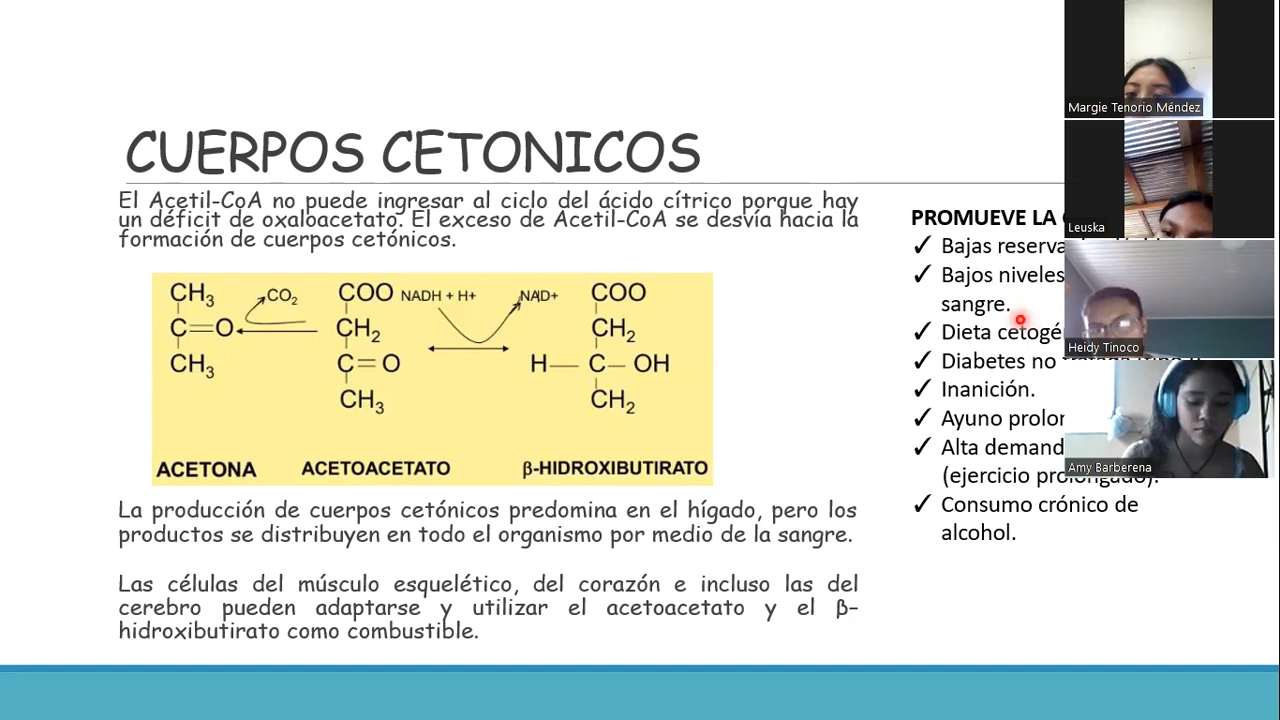 CUERPOS CETONICOS
El Acetil-CoA no puede ingresar al ciclo del ácido cítrico porque hay
un déficit de oxaloacetato. El exceso de Acetil-CoA se desvía hacia la
formación de cuerpos cetónicos.
CH3 CO2 COO NADH + H+ NAD+ COO
C=O CH2 CH2
CH3 C=O H— C— OH
CH3 CH2
ACETONA ACETOACETATO β-HIDROXIBUTIRATO
La producción de cuerpos cetónicos predomina en el hígado, pero los
productos se distribuyen en todo el organismo por medio de la sangre.
Las células del músculo esquelético, del corazón e incluso las del
cerebro pueden adaptarse y utilizar el acetoacetato y el β–
hidroxibutirato como combustible.
PROMUEVE LA
✓ Bajas
✓ Bajos niveles
sangre.
✓ Dieta
✓ Diabetes no
✓ Inanición.
✓ Ayuno
✓ Alta
(ejercicio prolongado).
✓ Consumo crónico de
alcohol.
Margie Tenorio Méndez
Leuska
Heidy Tinoco
Amy Barberena